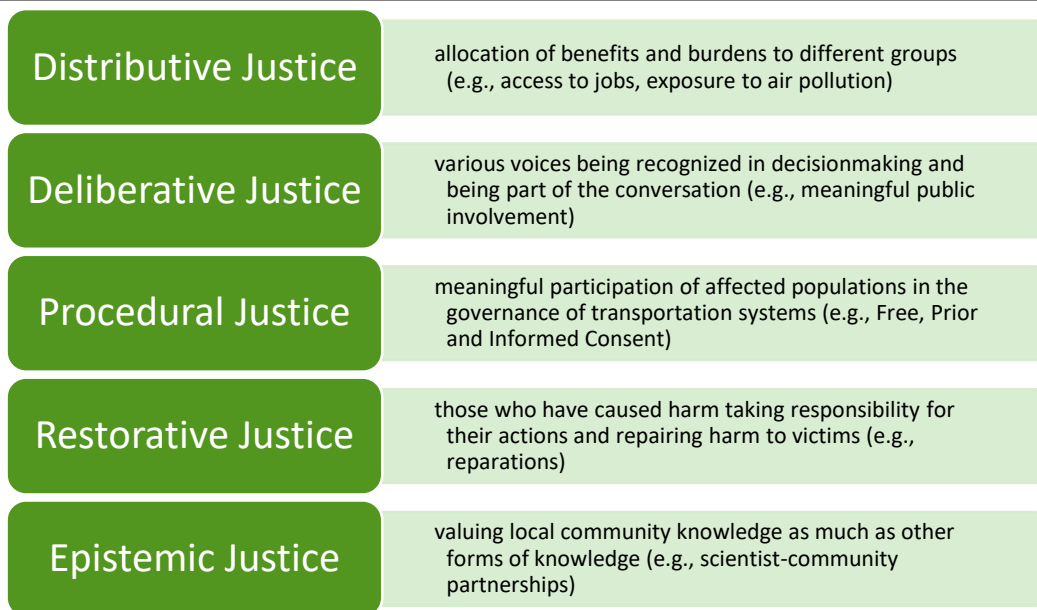 Distributive Justice
allocation of benefits and burdens to different groups
(e.g., access to jobs, exposure to air pollution)
Deliberative Justice
various voices being recognized in decisionmaking and
being part of the conversation (e.g., meaningful public
involvement)
Procedural Justice
meaningful participation of affected populations in the
governance of transportation systems (e.g., Free, Prior
and Informed Consent)
Restorative Justice
those who have caused harm taking responsibility for
their actions and repairing harm to victims (e.g.,
reparations)
Epistemic Justice
valuing local community knowledge as much as other
forms of knowledge (e.g., scientist-community
partnerships)